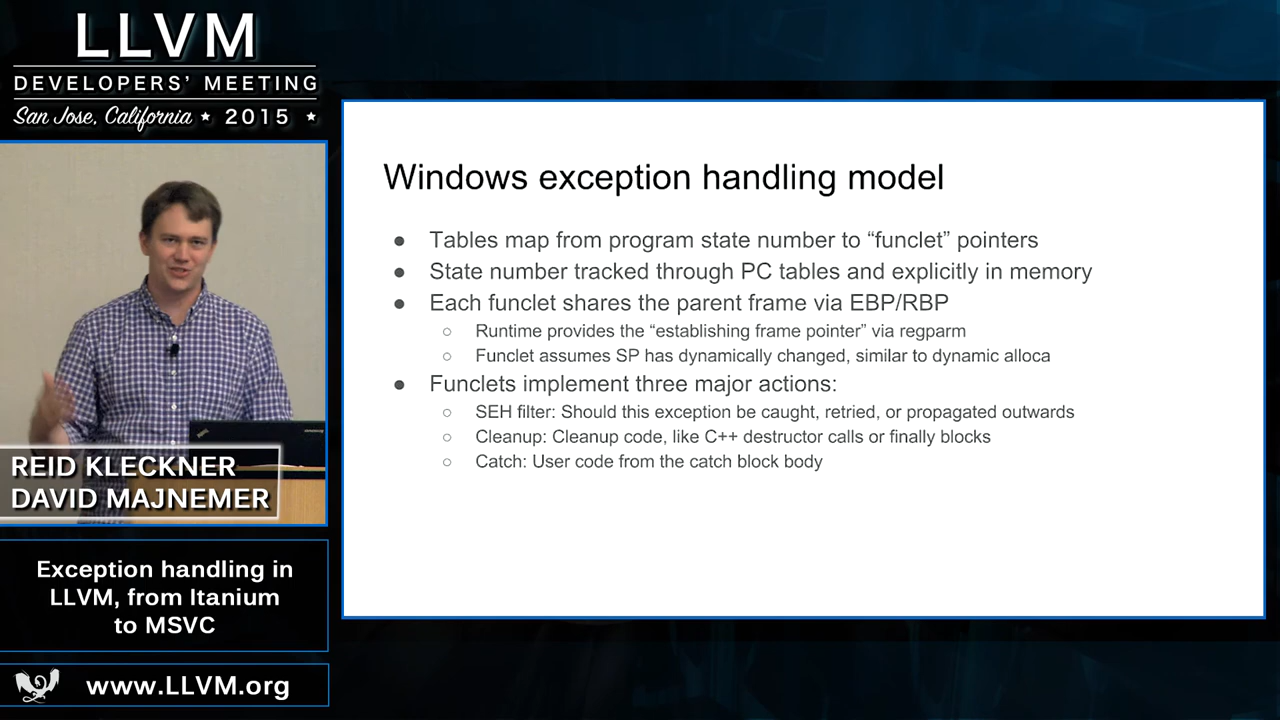 LLVM
DEVELOPERS' MEETING
San Jose, California ★ 2015 ★
REID KLECKNER
DAVID MAJNEMER
Exception handling in
LLVM, from Itanium
to MSVC
www.LLVM.org
Windows exception handling model
● Tables map from program state number to “funclet” pointers
● State number tracked through PC tables and explicitly in memory
● Each funclet shares the parent frame via EBP/RBP
○ Runtime provides the “establishing frame pointer” via regparm
○ Funclet assumes SP has dynamically changed, similar to dynamic alloca
● Funclets implement three major actions:
○ SEH filter: Should this exception be caught, retried, or propagated outwards
○ Cleanup: Cleanup code, like C++ destructor calls or finally blocks
○ Catch: User code from the catch block body